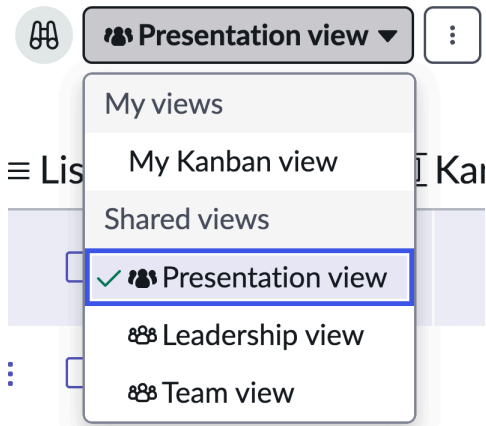 Presentation view
My views
My Kanban view
Lis
Kar
Shared views
Presentation view
Leadership view
Team view